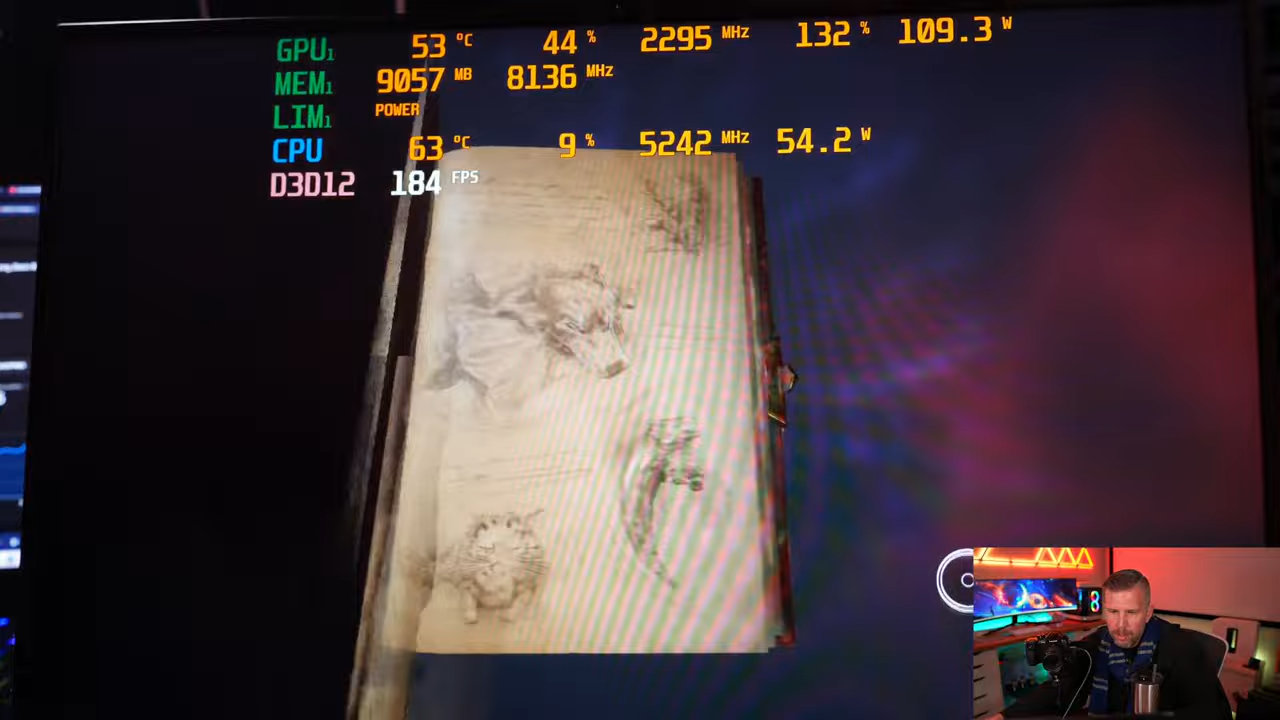 GPU1 53 °C 44 % 2295 MHz 132 % 109.3 W
MEM1 9057 MB 8136 MHz
LIM1 POWER
CPU 63 °C 9 % 5242 MHz 54.2 W
D3D12 184 FPS